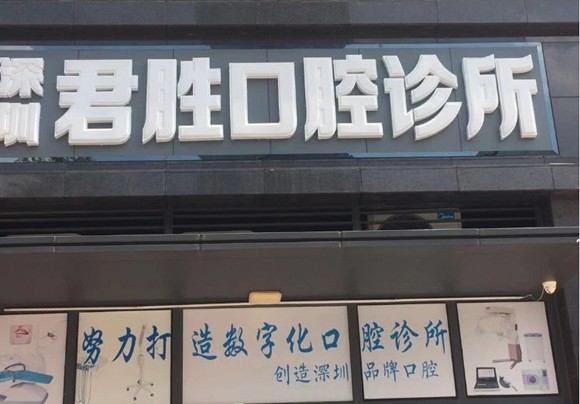 深圳 君胜口腔诊所
努力打造数字化口腔诊所
创造深圳品牌口腔